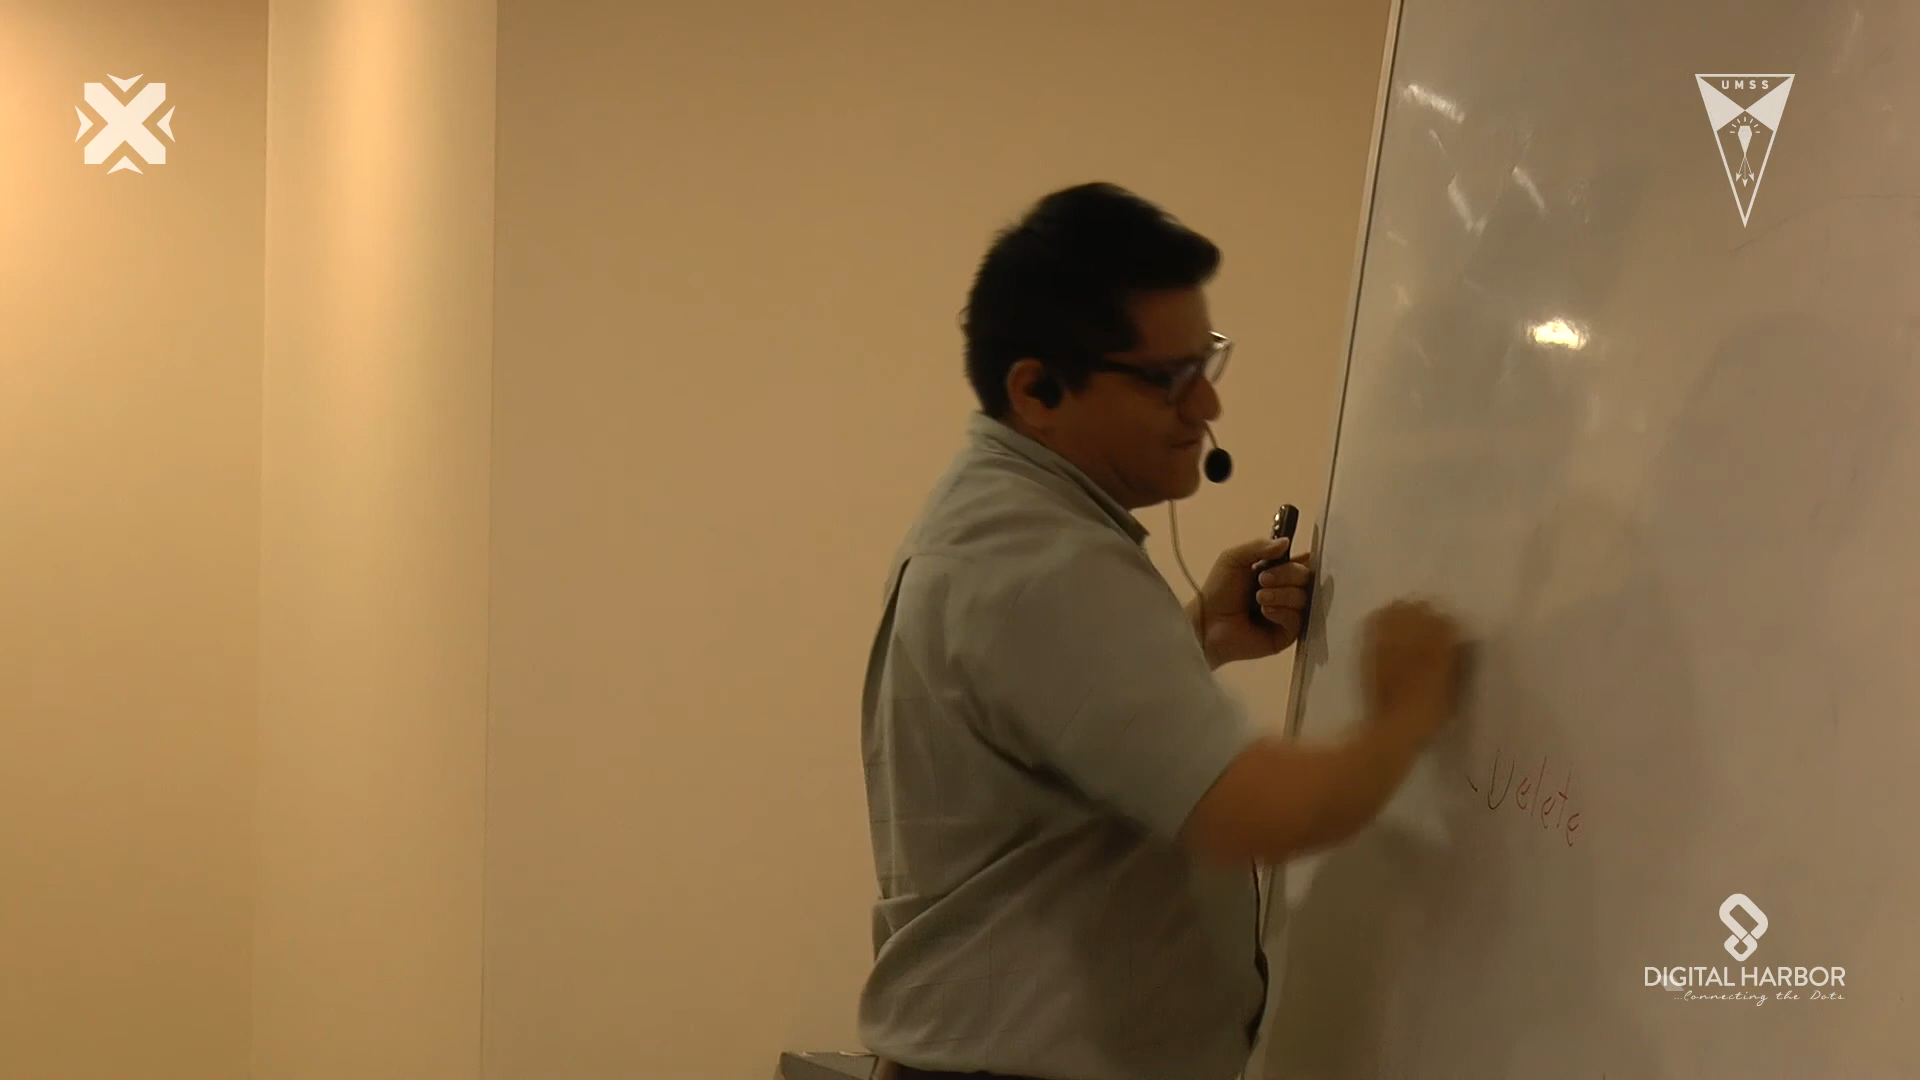 UMSS
- Delete
DIGITAL HARBOR
...Connecting the Dots